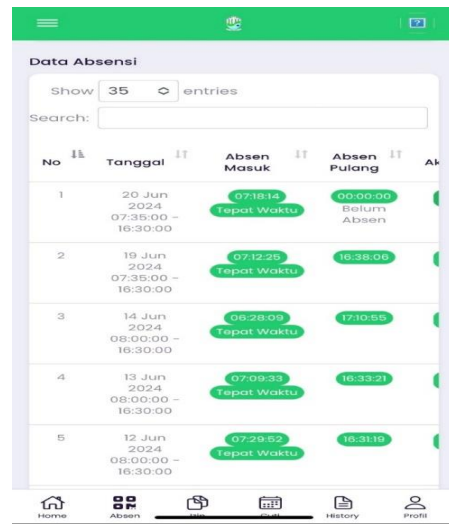 Data Absensi
Show 35 entries
Search:
No Tanggal Absen Masuk Absen Pulang Ak
1 20 Jun 2024 07:35:00 - 16:30:00 07:18:14 Tepat Waktu 00:00:00 Belum Absen
2 19 Jun 2024 07:35:00 - 16:30:00 07:12:25 Tepat Waktu 16:38:06
3 14 Jun 2024 08:00:00 - 16:30:00 06:28:09 Tepat Waktu 17:10:55
4 13 Jun 2024 08:00:00 - 16:30:00 07:09:33 Tepat Waktu 16:33:21
5 12 Jun 2024 08:00:00 - 16:30:00 07:29:52 Tepat Waktu 16:31:19
Home Absen History Profil